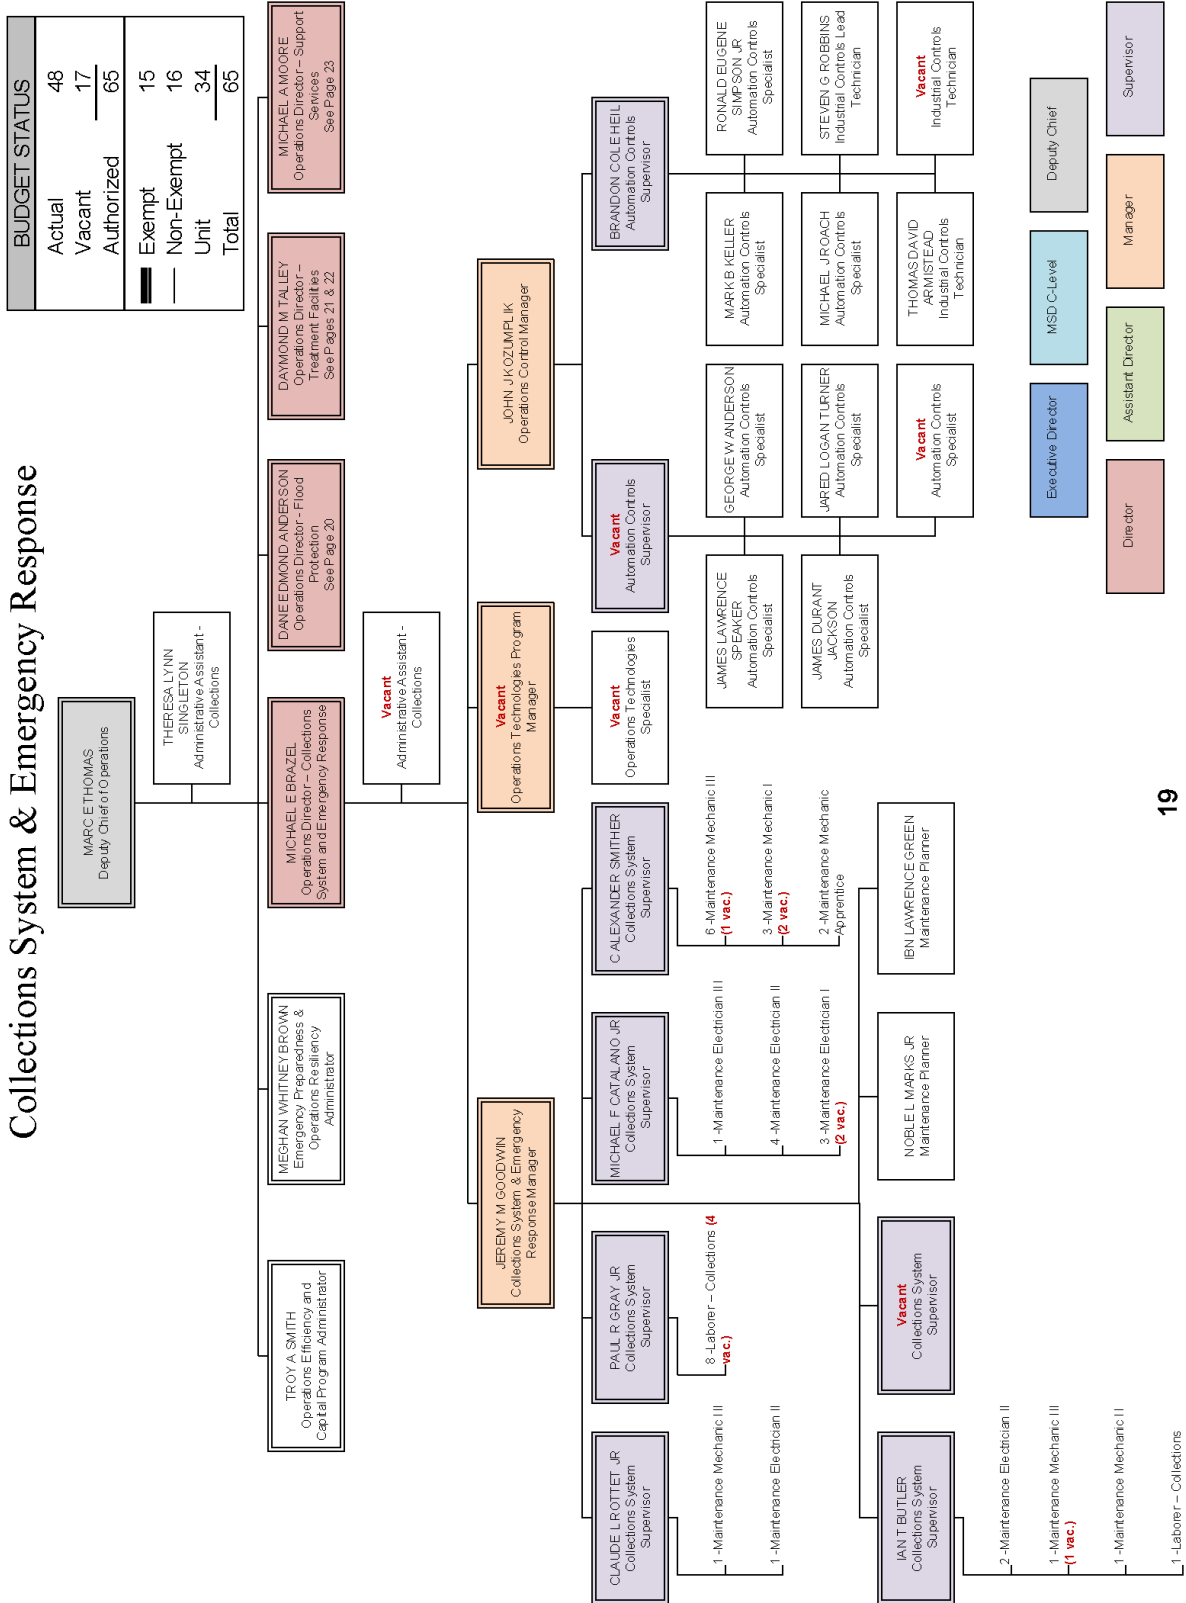 Collections System & Emergency Response
BUDGET STATUS
Actual 48
Vacant 17
Authorized 65
Exempt 15
Non-Exempt 16
Unit 34
Total 65
MARC E THOMAS
Deputy Chief of Operations
THERESA LYNN
SINGLETON
Administrative Assistant -
Collections
TROY A SMITH
Operations Efficiency and
Capital Program Administrator
MEGHAN WHITNEY BROWN
Emergency Preparedness &
Operations Resiliency
Administrator
MICHAEL E BRAZEL
Operations Director – Collections
System and Emergency Response
DANE EDMOND ANDERSON
Operations Director - Flood
Protection
See Page 20
DAYMOND M TALLEY
Operations Director –
Treatment Facilities
See Pages 21 & 22
MICHAEL A MOORE
Operations Director – Support
Services
See Page 23
Vacant
Administrative Assistant -
Collections
JEREMY M GOODWIN
Collections System & Emergency
Response Manager
Vacant
Operations Technologies Program
Manager
JOHN J KOZUMPLIK
Operations Control Manager
CLAUDE L ROTTET JR
Collections System
Supervisor
PAUL R GRAY JR
Collections System
Supervisor
MICHAEL F CATALANO JR
Collections System
Supervisor
C ALEXANDER SMITHER
Collections System
Supervisor
Vacant
Operations Technologies
Specialist
Vacant
Automation Controls
Supervisor
BRANDON COLE HEIL
Automation Controls
Supervisor
1 -Maintenance Mechanic III
1 -Maintenance Electrician II
8 -Laborer – Collections (4
vac.)
1 -Maintenance Electrician III
4 -Maintenance Electrician II
3 -Maintenance Electrician I
(2 vac.)
6 -Maintenance Mechanic III
(1 vac.)
3 -Maintenance Mechanic I
(2 vac.)
2 -Maintenance Mechanic
Apprentice
JAMES LAWRENCE
SPEAKER
Automation Controls
Specialist
GEORGE W ANDERSON
Automation Controls
Specialist
MARK B KELLER
Automation Controls
Specialist
RONALD EUGENE
SIMPSON JR
Automation Controls
Specialist
JAMES DURANT
JACKSON
Automation Controls
Specialist
JARED LOGAN TURNER
Automation Controls
Specialist
MICHAEL J ROACH
Automation Controls
Specialist
STEVEN G ROBBINS
Industrial Controls Lead
Technician
Vacant
Automation Controls
Specialist
THOMAS DAVID
ARMISTEAD
Industrial Controls
Technician
Vacant
Industrial Controls
Technician
IAN T BUTLER
Collections System
Supervisor
Vacant
Collections System
Supervisor
NOBLE L MARKS JR
Maintenance Planner
IBN LAWRENCE GREEN
Maintenance Planner
2 -Maintenance Electrician II
1 -Maintenance Mechanic III
(1 vac.)
1 -Maintenance Mechanic II
1 -Laborer – Collections
Executive Director
MSD C-Level
Deputy Chief
Director
Assistant Director
Manager
Supervisor
19